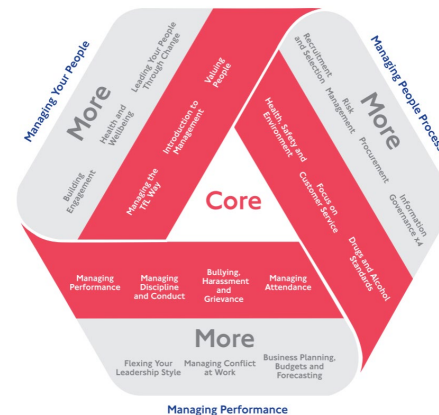 Managing Your People
More
Leading Your People
Through Change
Health and
Wellbeing
Building
Engagement
Valuing
People
Introduction to
Management
Managing the
TfL Way
Managing People Process
More
Recruitment
and Selection
Risk
Management
Procurement
Information
Governance x4
Health, Safety and
Environment
Focus on
Customer Service
Drugs and Alcohol
Standards
Core
Managing
Performance
Managing
Discipline
and Conduct
Bullying,
Harassment
and
Grievance
Managing
Attendance
More
Flexing Your
Leadership Style
Managing Conflict
at Work
Business Planning,
Budgets and
Forecasting
Managing Performance